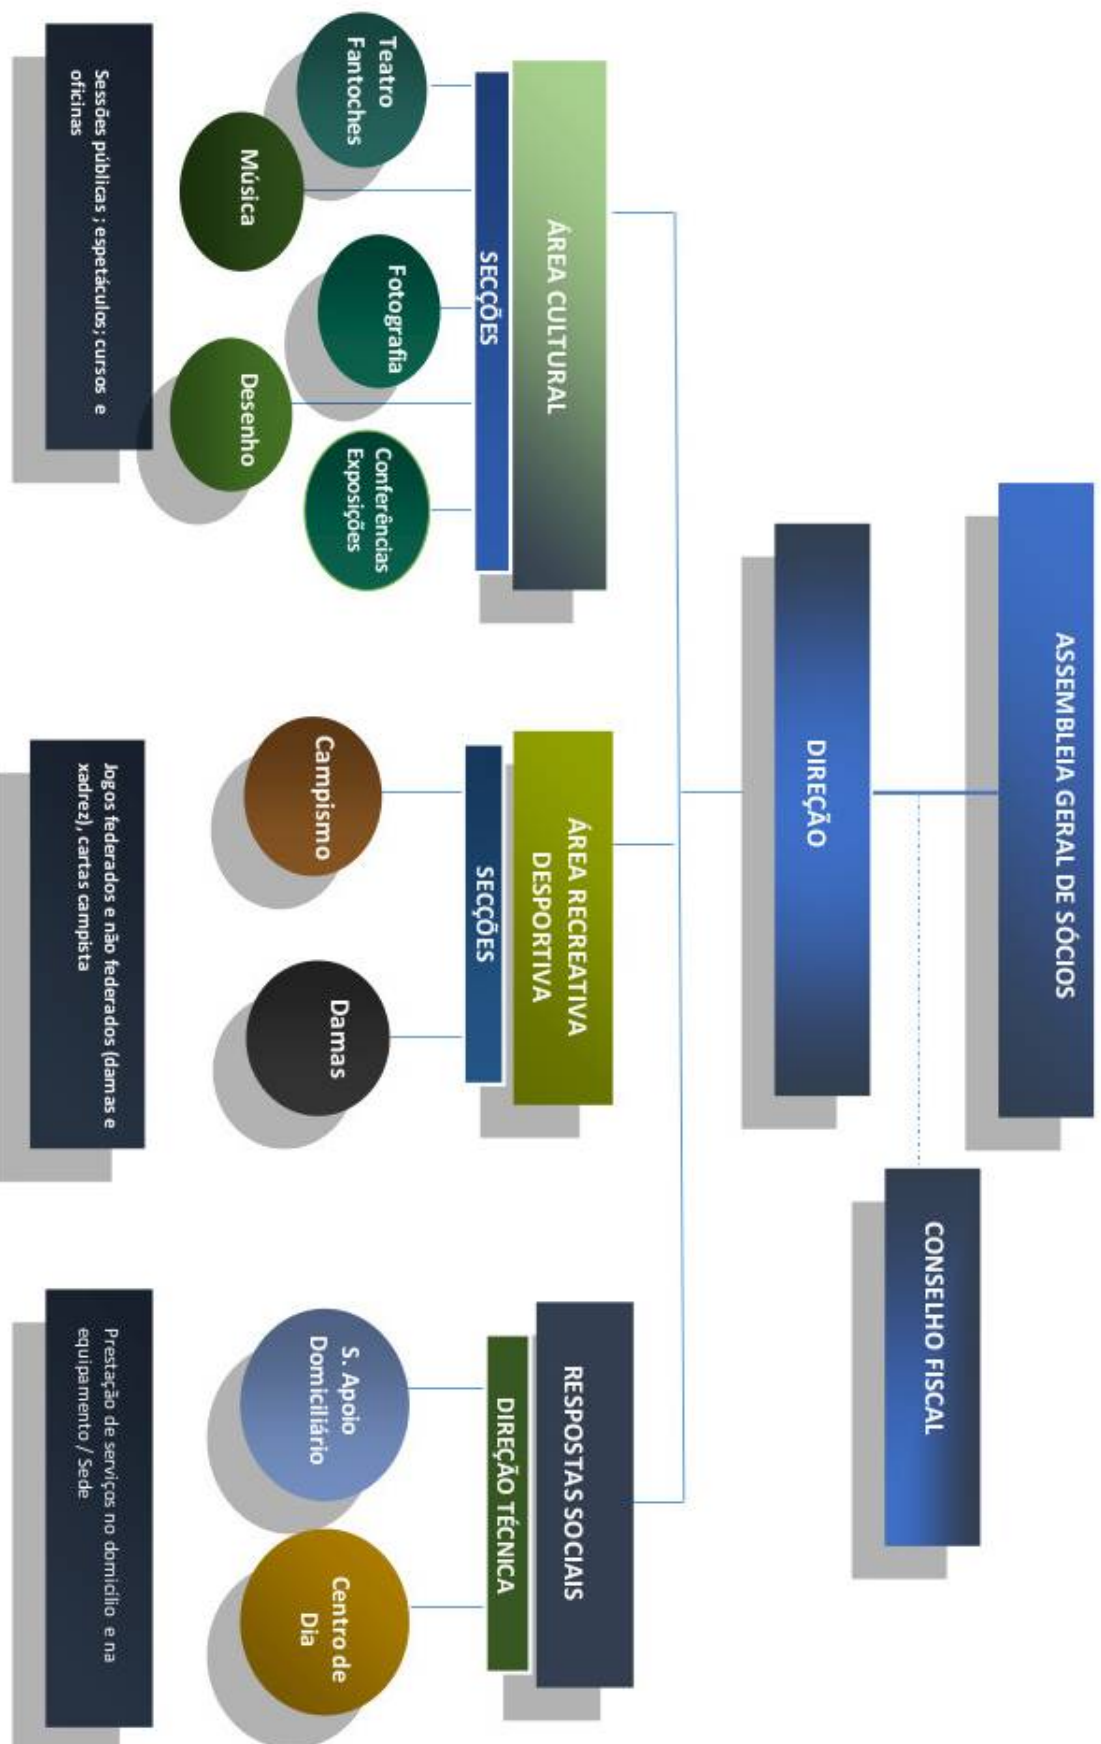 ASSEMBLEIA GERAL DE SÓCIOS
CONSELHO FISCAL
DIREÇÃO
ÁREA CULTURAL
SECÇÕES
Teatro
Fantoches
Música
Fotografia
Desenho
Conferências
Exposições
Sessões públicas ; espetáculos; cursos e
oficinas
ÁREA RECREATIVA
DESPORTIVA
SECÇÕES
Campismo
Damas
Jogos federados e não federados (damas e
xadrez), cartas campista
RESPOSTAS SOCIAIS
DIREÇÃO TÉCNICA
S. Apoio
Domiciliário
Centro de
Dia
Prestação de serviços no domicílio e na
equipamento / Sede